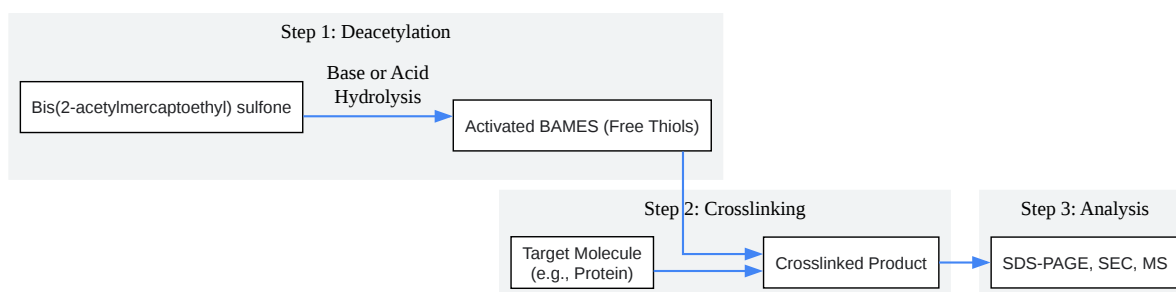 Step 1: Deacetylation
Base or Acid
Hydrolysis
Bis(2-acetylmercaptoethyl) sulfone
Activated BAMES (Free Thiols)
Step 2: Crosslinking
Target Molecule
(e.g., Protein)
Crosslinked Product
Step 3: Analysis
SDS-PAGE, SEC, MS